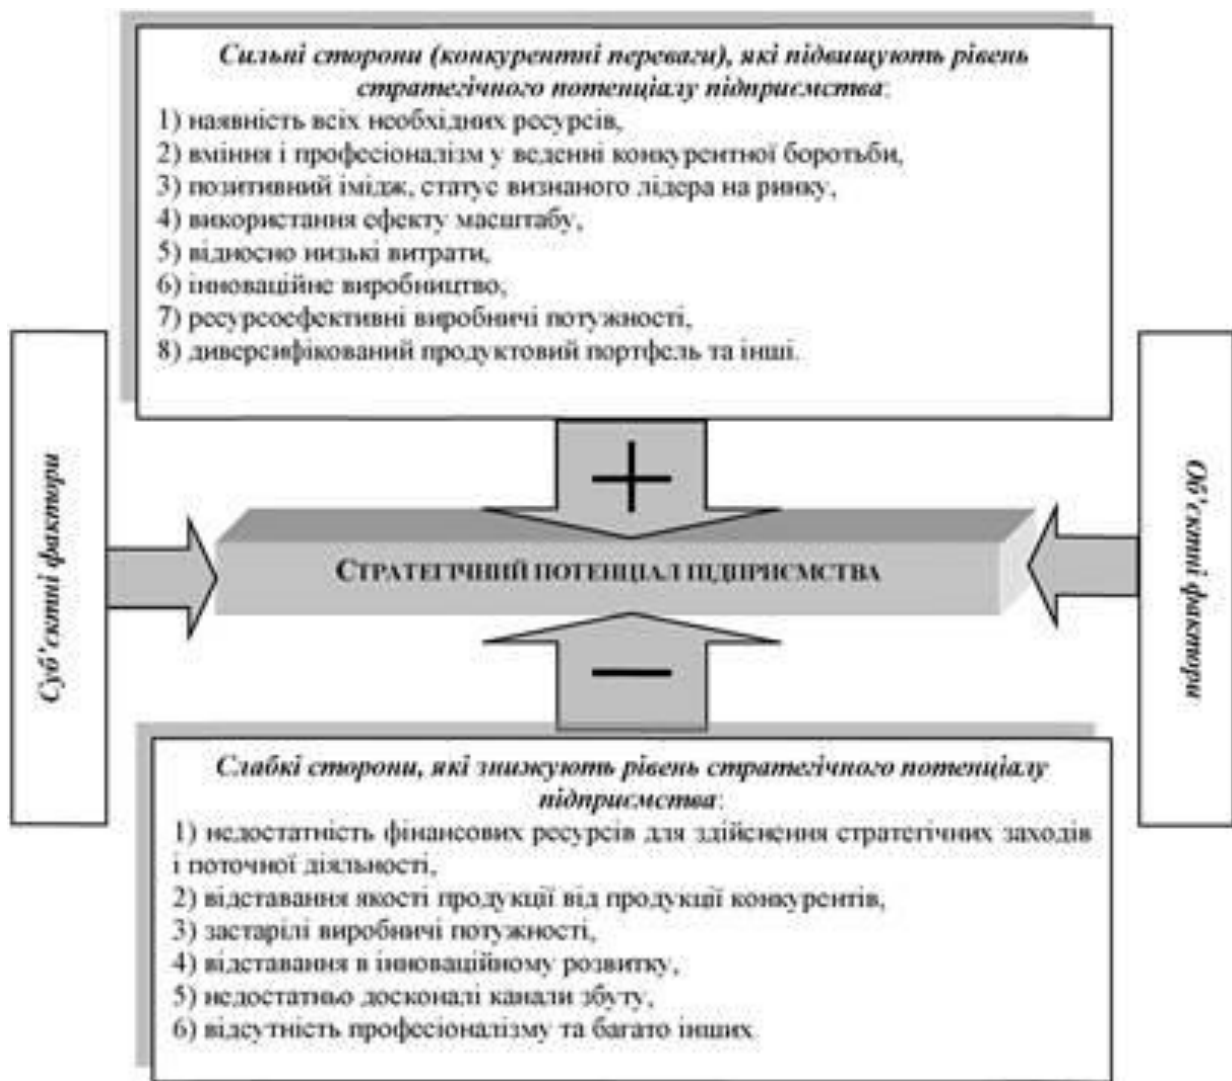 Сильні сторони (конкурентні переваги), які підвищують рівень
стратегічного потенціалу підприємства:
1) наявність всіх необхідних ресурсів,
2) вміння і професіоналізм у веденні конкурентної боротьби,
3) позитивний імідж, статус визнаного лідера на ринку,
4) використання ефекту масштабу,
5) відносно низькі витрати,
6) інноваційне виробництво,
7) ресурсоефективні виробничі потужності,
8) диверсифікований продуктовий портфель та інші.
Суб'єктні фактори
+
СТРАТЕГІЧНИЙ ПОТЕНЦІАЛ ПІДПРИЄМСТВА
Об'єктні фактори
–
Слабкі сторони, які знижують рівень стратегічного потенціалу
підприємства:
1) недостатність фінансових ресурсів для здійснення стратегічних заходів
і поточної діяльності,
2) відставання якості продукції від продукції конкурентів,
3) застарілі виробничі потужності,
4) відставання в інноваційному розвитку,
5) недостатньо досконалі канали збуту,
6) відсутність професіоналізму та багато інших.